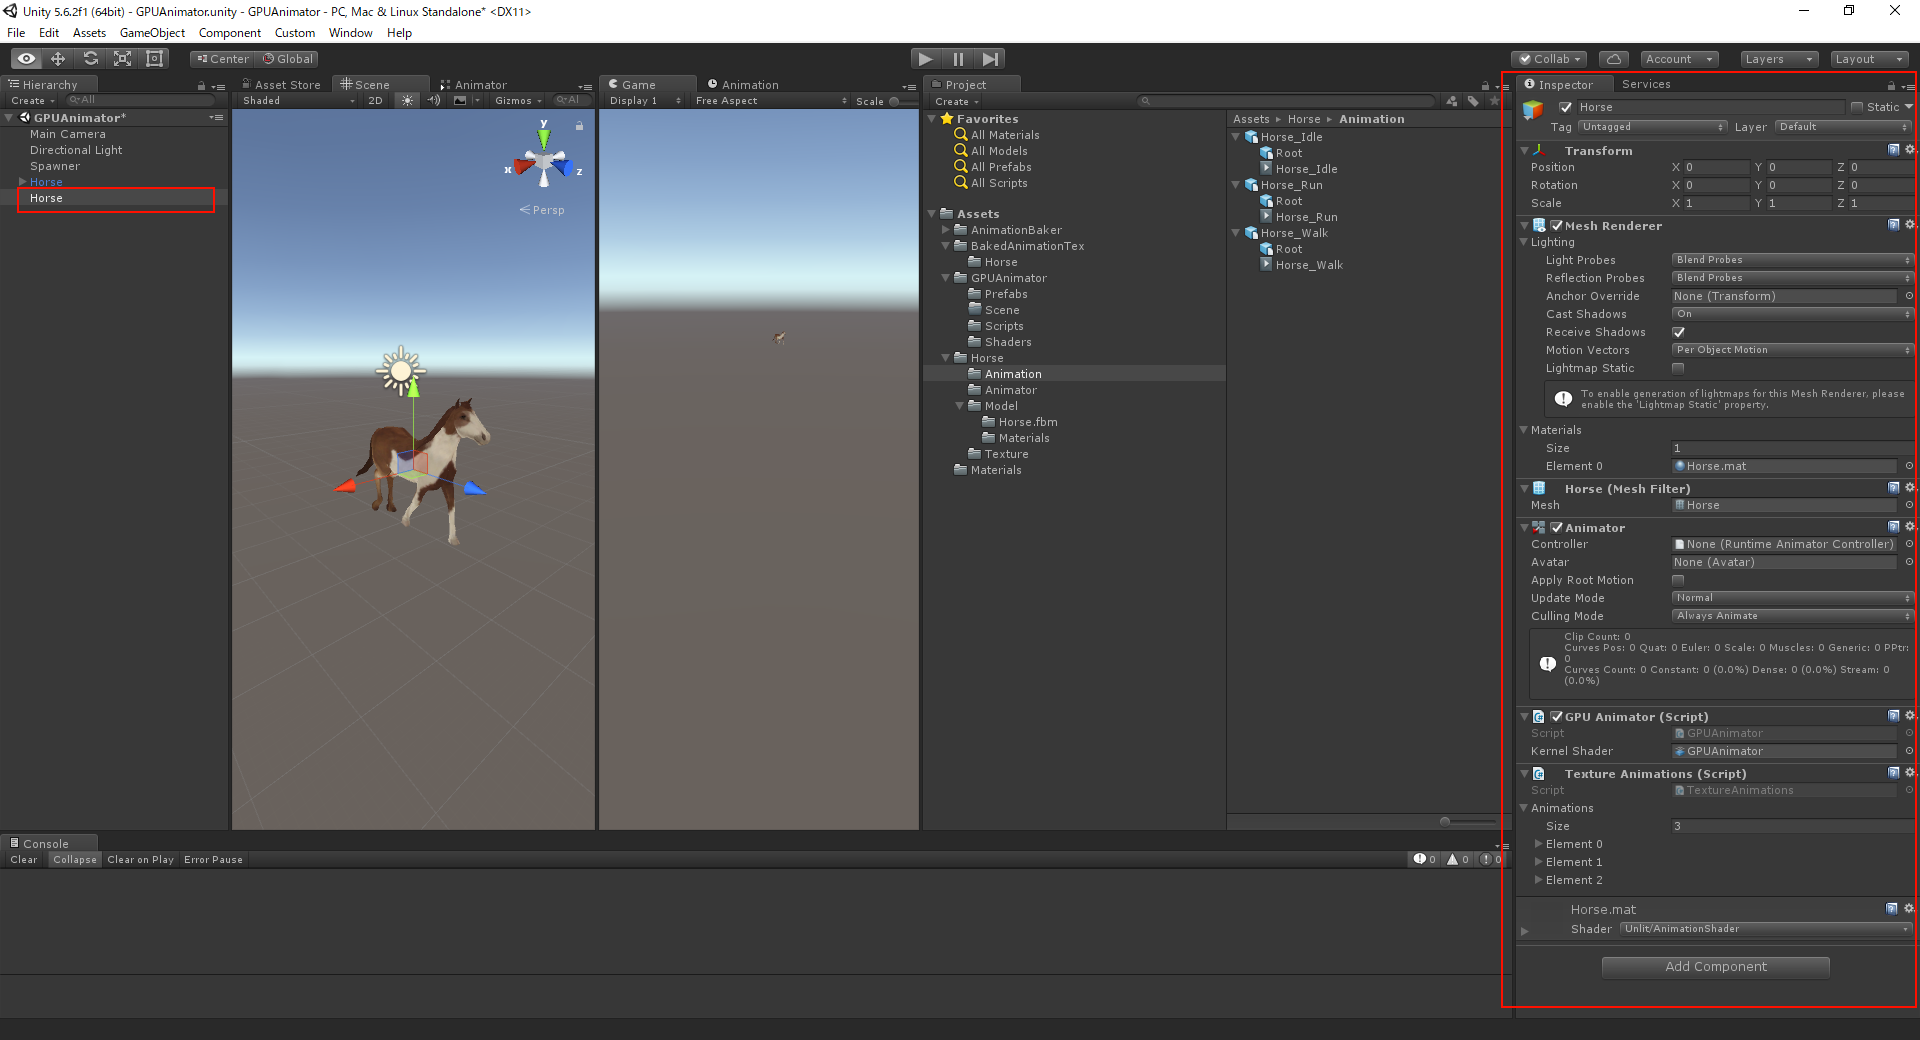 Unity 5.6.2f1 (64bit) - GPUAnimator.unity - GPUAnimator - PC, Mac & Linux Standalone* <DX11>
File Edit Assets GameObject Component Custom Window Help
Center Global
Collab Account Layers Layout
Hierarchy
Create All
GPUAnimator*
Main Camera
Directional Light
Spawner
Horse
Horse
Asset Store Scene Animator
Shaded 2D Gizmos All
y
x
z
Persp
Game Animation
Display 1 Free Aspect Scale
Project
Create
Favorites
All Materials
All Models
All Prefabs
All Scripts
Assets
AnimationBaker
BakedAnimationTex
Horse
GPUAnimator
Prefabs
Scene
Scripts
Shaders
Horse
Animation
Animator
Model
Horse.fbm
Materials
Texture
Materials
Assets Horse Animation
Horse_Idle
Root
Horse_Idle
Horse_Run
Root
Horse_Run
Horse_Walk
Root
Horse_Walk
Console
Clear Collapse Clear on Play Error Pause
0 0 0
Inspector Services
Horse Static
Tag Untagged Layer Default
Transform
Position X 0 Y 0 Z 0
Rotation X 0 Y 0 Z 0
Scale X 1 Y 1 Z 1
Mesh Renderer
Lighting
Light Probes Blend Probes
Reflection Probes Blend Probes
Anchor Override None (Transform)
Cast Shadows On
Receive Shadows
Motion Vectors Per Object Motion
Lightmap Static
To enable generation of lightmaps for this Mesh Renderer, please
enable the 'Lightmap Static' property.
Materials
Size 1
Element 0 Horse.mat
Horse (Mesh Filter)
Mesh Horse
Animator
Controller None (Runtime Animator Controller)
Avatar None (Avatar)
Apply Root Motion
Update Mode Normal
Culling Mode Always Animate
Clip Count: 0
Curves Pos: 0 Quat: 0 Euler: 0 Scale: 0 Muscles: 0 Generic: 0 PPtr:
0
Curves Count: 0 Constant: 0 (0.0%) Dense: 0 (0.0%) Stream: 0
(0.0%)
GPU Animator (Script)
Script GPUAnimator
Kernel Shader GPUAnimator
Texture Animations (Script)
Script TextureAnimations
Animations
Size 3
Element 0
Element 1
Element 2
Horse.mat
Shader Unlit/AnimationShader
Add Component